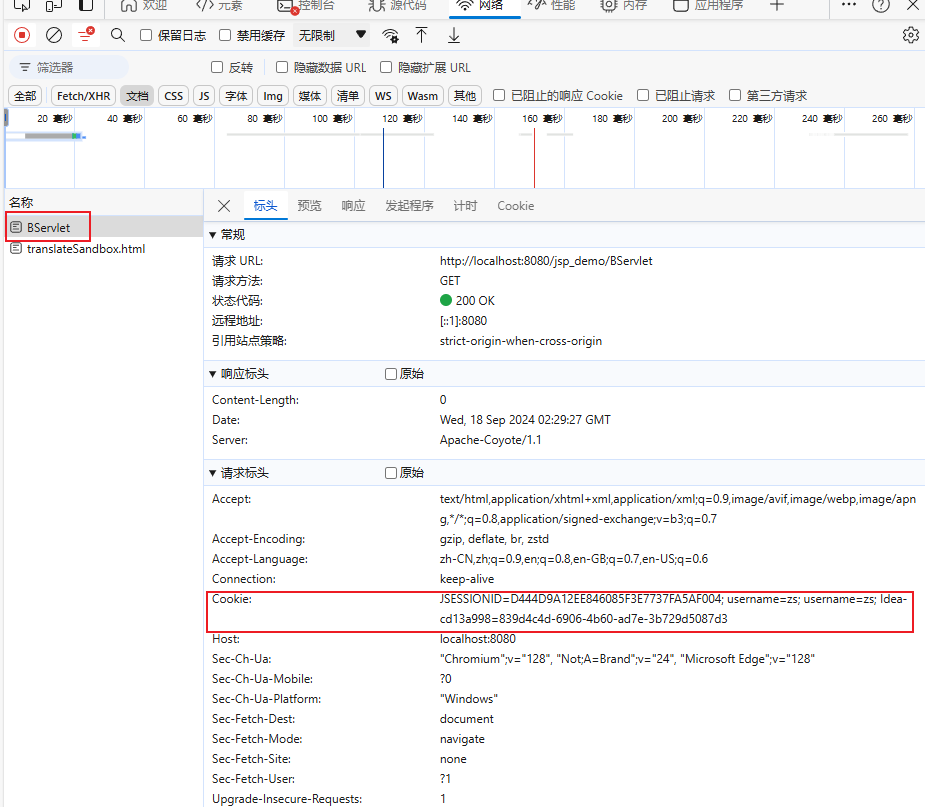 欢迎 元素 控制台 源代码 网络 性能 内存 应用程序
保留日志 禁用缓存 无限制
筛选器 反转 隐藏数据 URL 隐藏扩展 URL
全部 Fetch/XHR 文档 CSS JS 字体 Img 媒体 清单 WS Wasm 其他 已阻止的响应 Cookie 已阻止请求 第三方请求
20 毫秒 40 毫秒 60 毫秒 80 毫秒 100 毫秒 120 毫秒 140 毫秒 160 毫秒 180 毫秒 200 毫秒 220 毫秒 240 毫秒 260 毫秒
名称
BServlet
translateSandbox.html
标头 预览 响应 发起程序 计时 Cookie
常规
请求 URL: http://localhost:8080/jsp_demo/BServlet
请求方法: GET
状态代码: 200 OK
远程地址: [::1]:8080
引用站点策略: strict-origin-when-cross-origin
响应标头 原始
Content-Length: 0
Date: Wed, 18 Sep 2024 02:29:27 GMT
Server: Apache-Coyote/1.1
请求标头 原始
Accept: text/html,application/xhtml+xml,application/xml;q=0.9,image/avif,image/webp,image/apn
g,*/*;q=0.8,application/signed-exchange;v=b3;q=0.7
Accept-Encoding: gzip, deflate, br, zstd
Accept-Language: zh-CN,zh;q=0.9,en;q=0.8,en-GB;q=0.7,en-US;q=0.6
Connection: keep-alive
Cookie: JSESSIONID=D444D9A12EE846085F3E7737FA5AF004; username=zs; username=zs; Idea-
cd13a998=839d4c4d-6906-4b60-ad7e-3b729d5087d3
Host: localhost:8080
Sec-Ch-Ua: "Chromium";v="128", "Not;A=Brand";v="24", "Microsoft Edge";v="128"
Sec-Ch-Ua-Mobile: ?0
Sec-Ch-Ua-Platform: "Windows"
Sec-Fetch-Dest: document
Sec-Fetch-Mode: navigate
Sec-Fetch-Site: none
Sec-Fetch-User: ?1
Upgrade-Insecure-Requests: 1